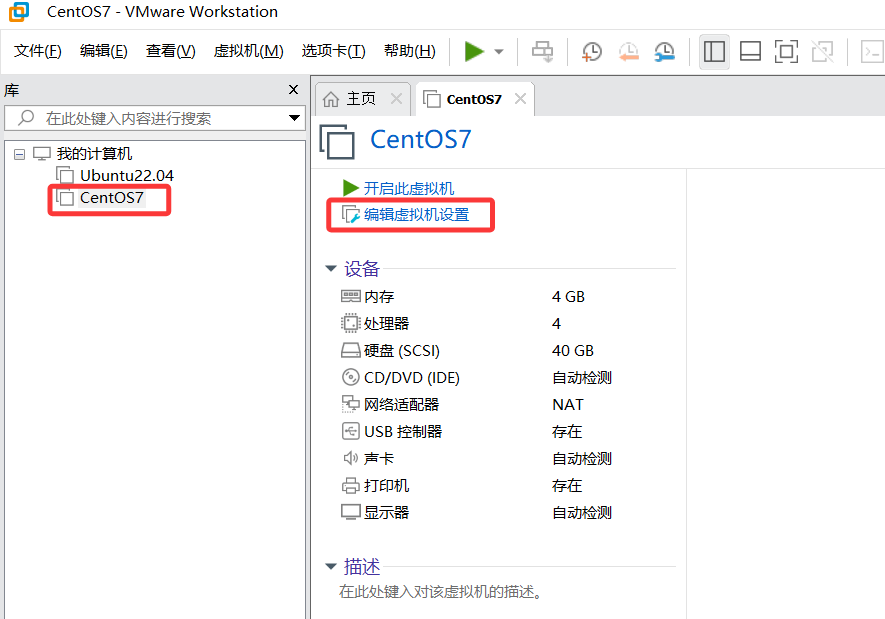 CentOS7 - VMware Workstation
文件(F) 编辑(E) 查看(V) 虚拟机(M) 选项卡(T) 帮助(H)
库
在此处键入内容进行搜索
我的计算机
Ubuntu22.04
CentOS7
主页 CentOS7
CentOS7
开启此虚拟机
编辑虚拟机设置
设备
内存 4 GB
处理器 4
硬盘 (SCSI) 40 GB
CD/DVD (IDE) 自动检测
网络适配器 NAT
USB 控制器 存在
声卡 自动检测
打印机 存在
显示器 自动检测
描述
在此处键入对该虚拟机的描述。